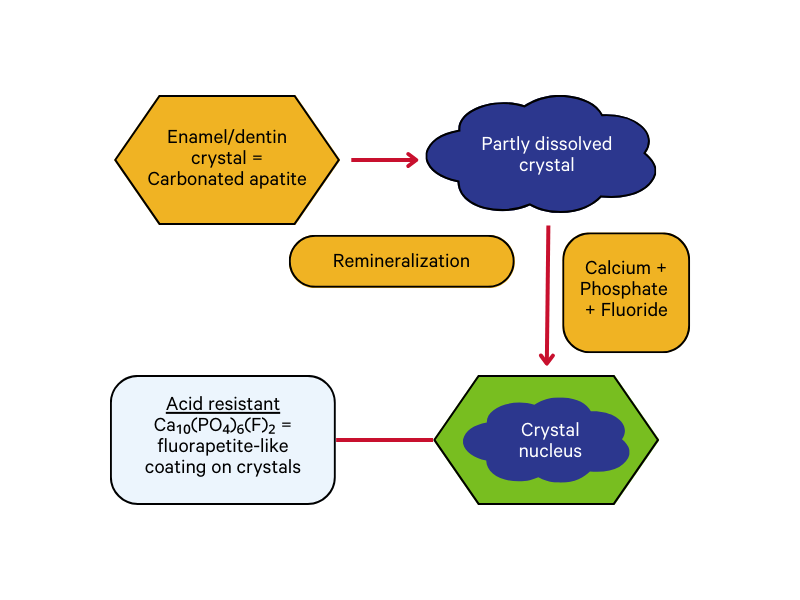 Enamel/dentin
crystal =
Carbonated apatite
Partly dissolved
crystal
Remineralization
Calcium +
Phosphate
+ Fluoride
Acid resistant
Ca₁₀(PO₄)₆(F)₂ =
fluorapetite-like
coating on crystals
Crystal
nucleus